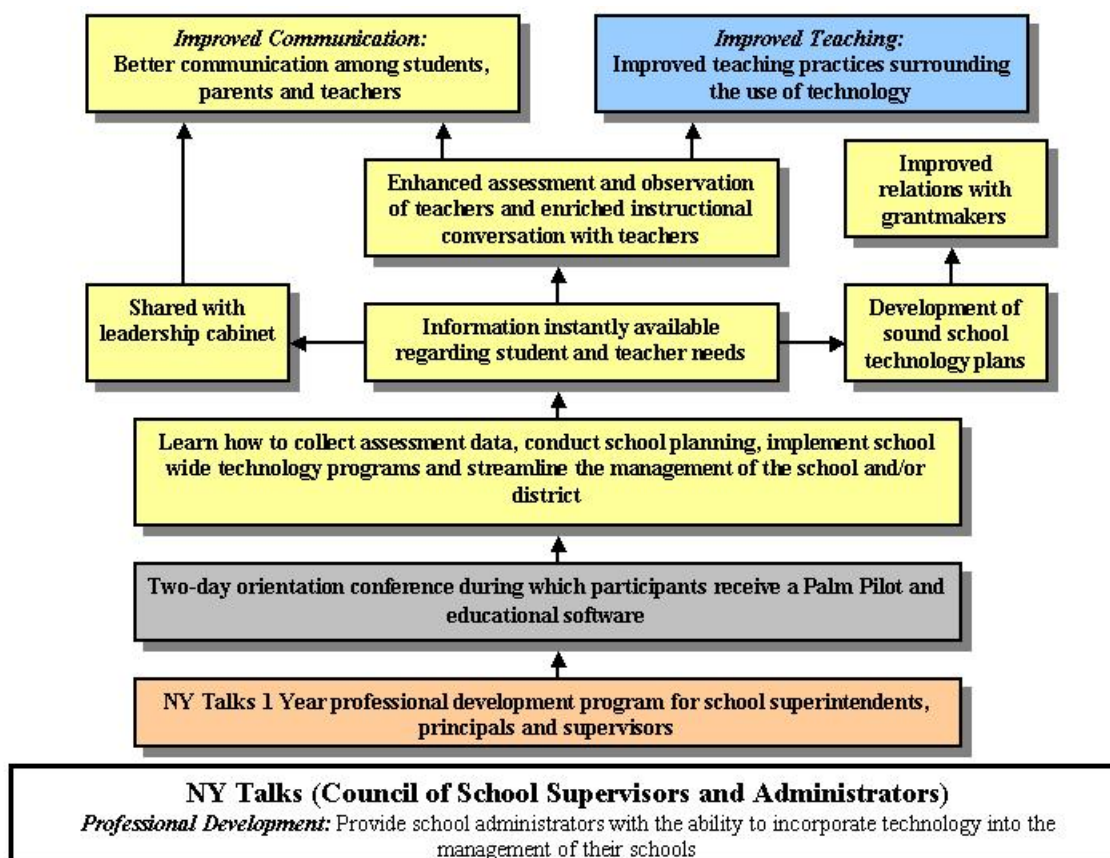 Improved Communication:
Better communication among students,
parents and teachers
Improved Teaching:
Improved teaching practices surrounding
the use of technology
Enhanced assessment and observation
of teachers and enriched instructional
conversation with teachers
Improved
relations with
grantmakers
Shared with
leadership cabinet
Information instantly available
regarding student and teacher needs
Development of
sound school
technology plans
Learn how to collect assessment data, conduct school planning, implement school
wide technology programs and streamline the management of the school and/or
district
Two-day orientation conference during which participants receive a Palm Pilot and
educational software
NY Talks 1 Year professional development program for school superintendents,
principals and supervisors
NY Talks (Council of School Supervisors and Administrators)
Professional Development: Provide school administrators with the ability to incorporate technology into the
management of their schools